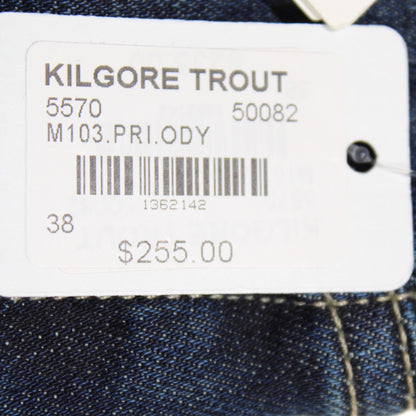 KILGORE TROUT
5570 50082
M103.PRI.ODY
1362142
38
$255.00